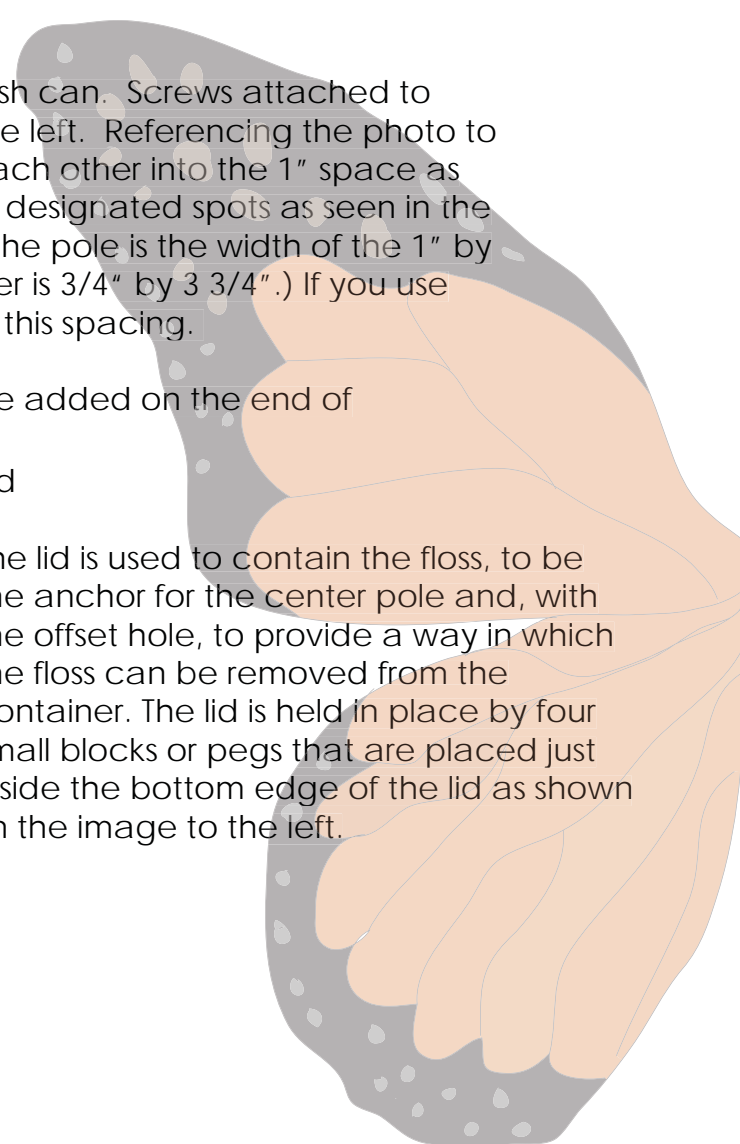 sh can. Screws attached to
e left. Referencing the photo to
ach other into the 1" space as
designated spots as seen in the
he pole is the width of the 1" by
er is 3/4" by 3 3/4".) If you use
this spacing.
e added on the end of
d
he lid is used to contain the floss, to be
he anchor for the center pole and, with
he offset hole, to provide a way in which
he floss can be removed from the
ontainer. The lid is held in place by four
mall blocks or pegs that are placed just
side the bottom edge of the lid as shown
n the image to the left.